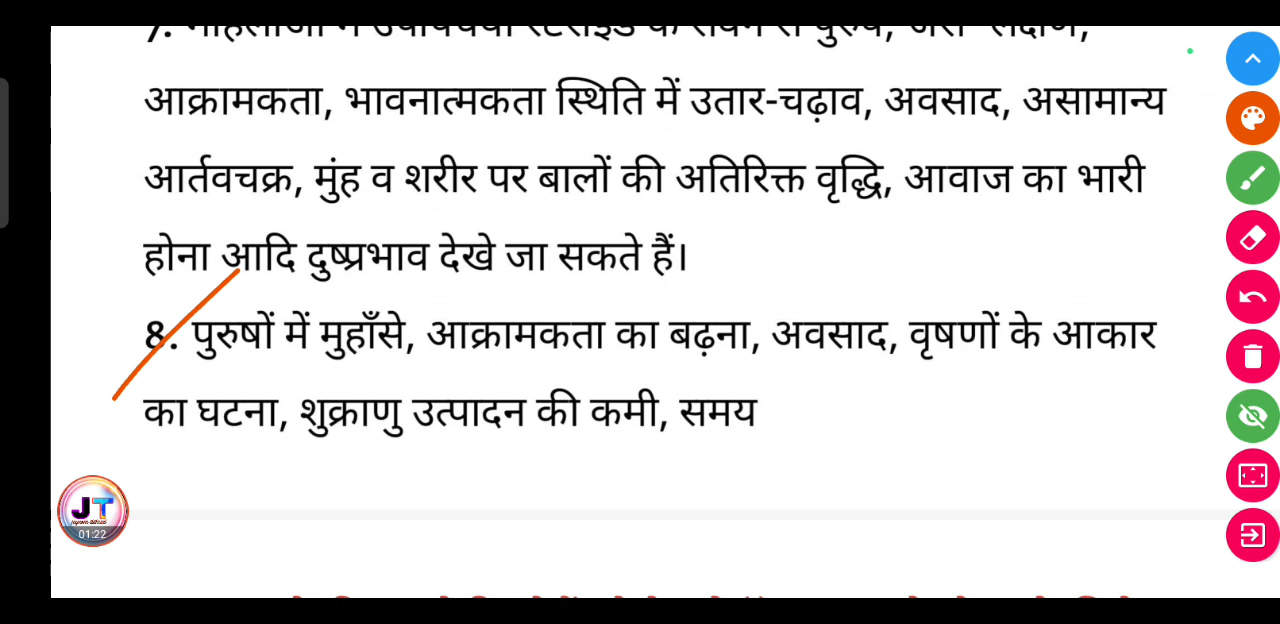 आक्रामकता, भावनात्मकता स्थिति में उतार-चढ़ाव, अवसाद, असामान्य
आर्तवचक्र, मुंह व शरीर पर बालों की अतिरिक्त वृद्धि, आवाज का भारी
होना आदि दुष्प्रभाव देखे जा सकते हैं।
8. पुरुषों में मुहाँसे, आक्रामकता का बढ़ना, अवसाद, वृषणों के आकार
का घटना, शुक्राणु उत्पादन की कमी, समय
JT
01:22